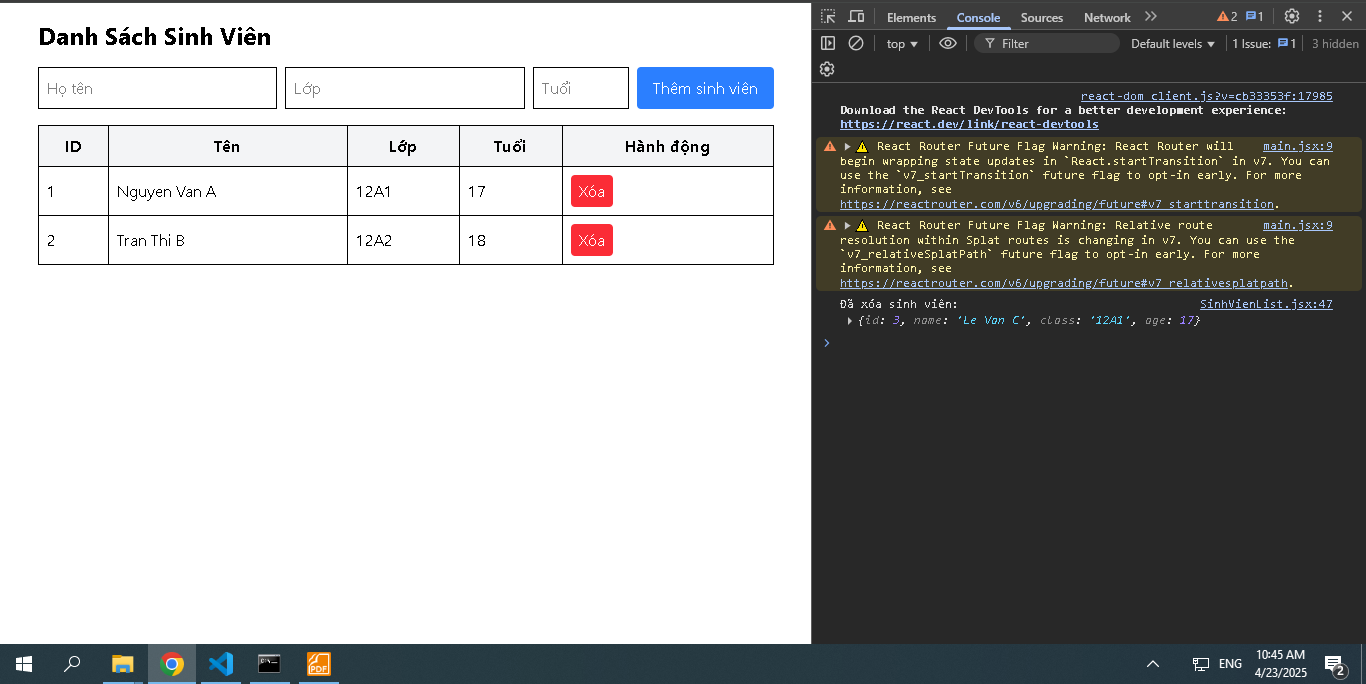 Danh Sách Sinh Viên
Họ tên
Lớp
Tuổi
Thêm sinh viên
ID Tên Lớp Tuổi Hành động
1 Nguyen Van A 12A1 17 Xóa
2 Tran Thi B 12A2 18 Xóa
Elements Console Sources Network 2 1
top Filter Default levels 1 Issue: 1 3 hidden
react-dom_client.js?v=cb33353f:17985
Download the React DevTools for a better development experience:
https://react.dev/link/react-devtools
React Router Future Flag Warning: React Router will main.jsx:9
begin wrapping state updates in `React.startTransition` in v7. You can
use the `v7_startTransition` future flag to opt-in early. For more
information, see
https://reactrouter.com/v6/upgrading/future#v7_starttransition.
React Router Future Flag Warning: Relative route main.jsx:9
resolution within Splat routes is changing in v7. You can use the
`v7_relativeSplatPath` future flag to opt-in early. For more
information, see
https://reactrouter.com/v6/upgrading/future#v7_relativesplatpath.
Đã xóa sinh viên: SinhVienList.jsx:47
{id: 3, name: 'Le Van C', class: '12A1', age: 17}
PDF
ENG
10:45 AM
4/23/2025
2